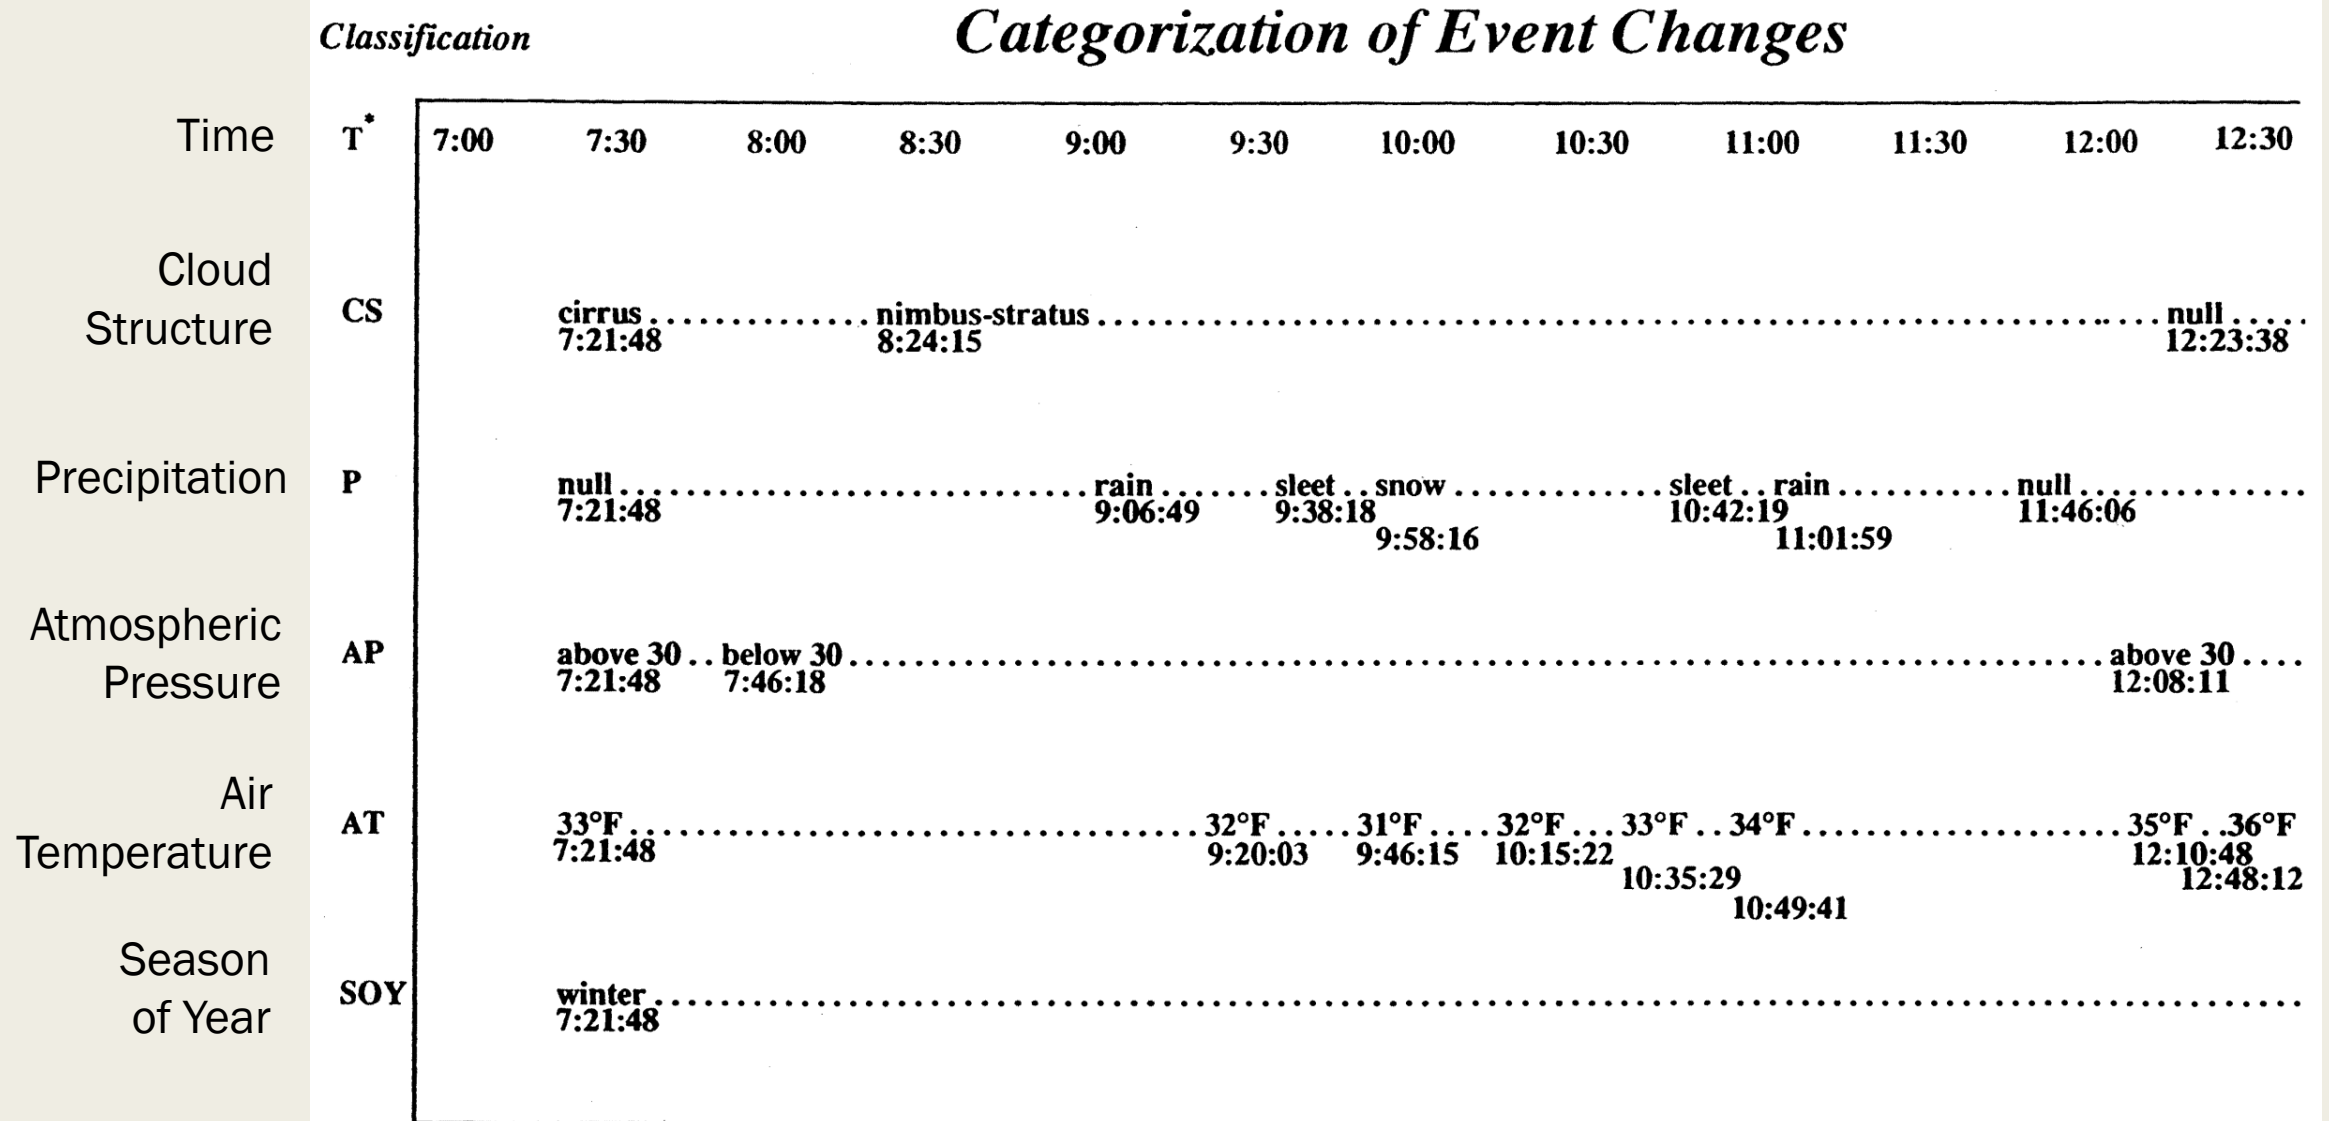 Classification
Categorization of Event Changes
Time T* 7:00 7:30 8:00 8:30 9:00 9:30 10:00 10:30 11:00 11:30 12:00 12:30
Cloud
Structure
CS cirrus..............nimbus-stratus..........................................................null.....
7:21:48 8:24:15 12:23:38
Precipitation P null.............................rain.......sleet..snow.............sleet..rain...........null..............
7:21:48 9:06:49 9:38:18 10:42:19 11:46:06
9:58:16 11:01:59
Atmospheric
Pressure
AP above 30..below 30.....................................................................above 30....
7:21:48 7:46:18 12:08:11
Air
Temperature
AT 33°F...................................32°F.....31°F....32°F...33°F..34°F....................35°F..36°F
7:21:48 9:20:03 9:46:15 10:15:22 12:10:48
10:35:29 12:48:12
10:49:41
Season
of Year
SOY winter.........................................................................................
7:21:48